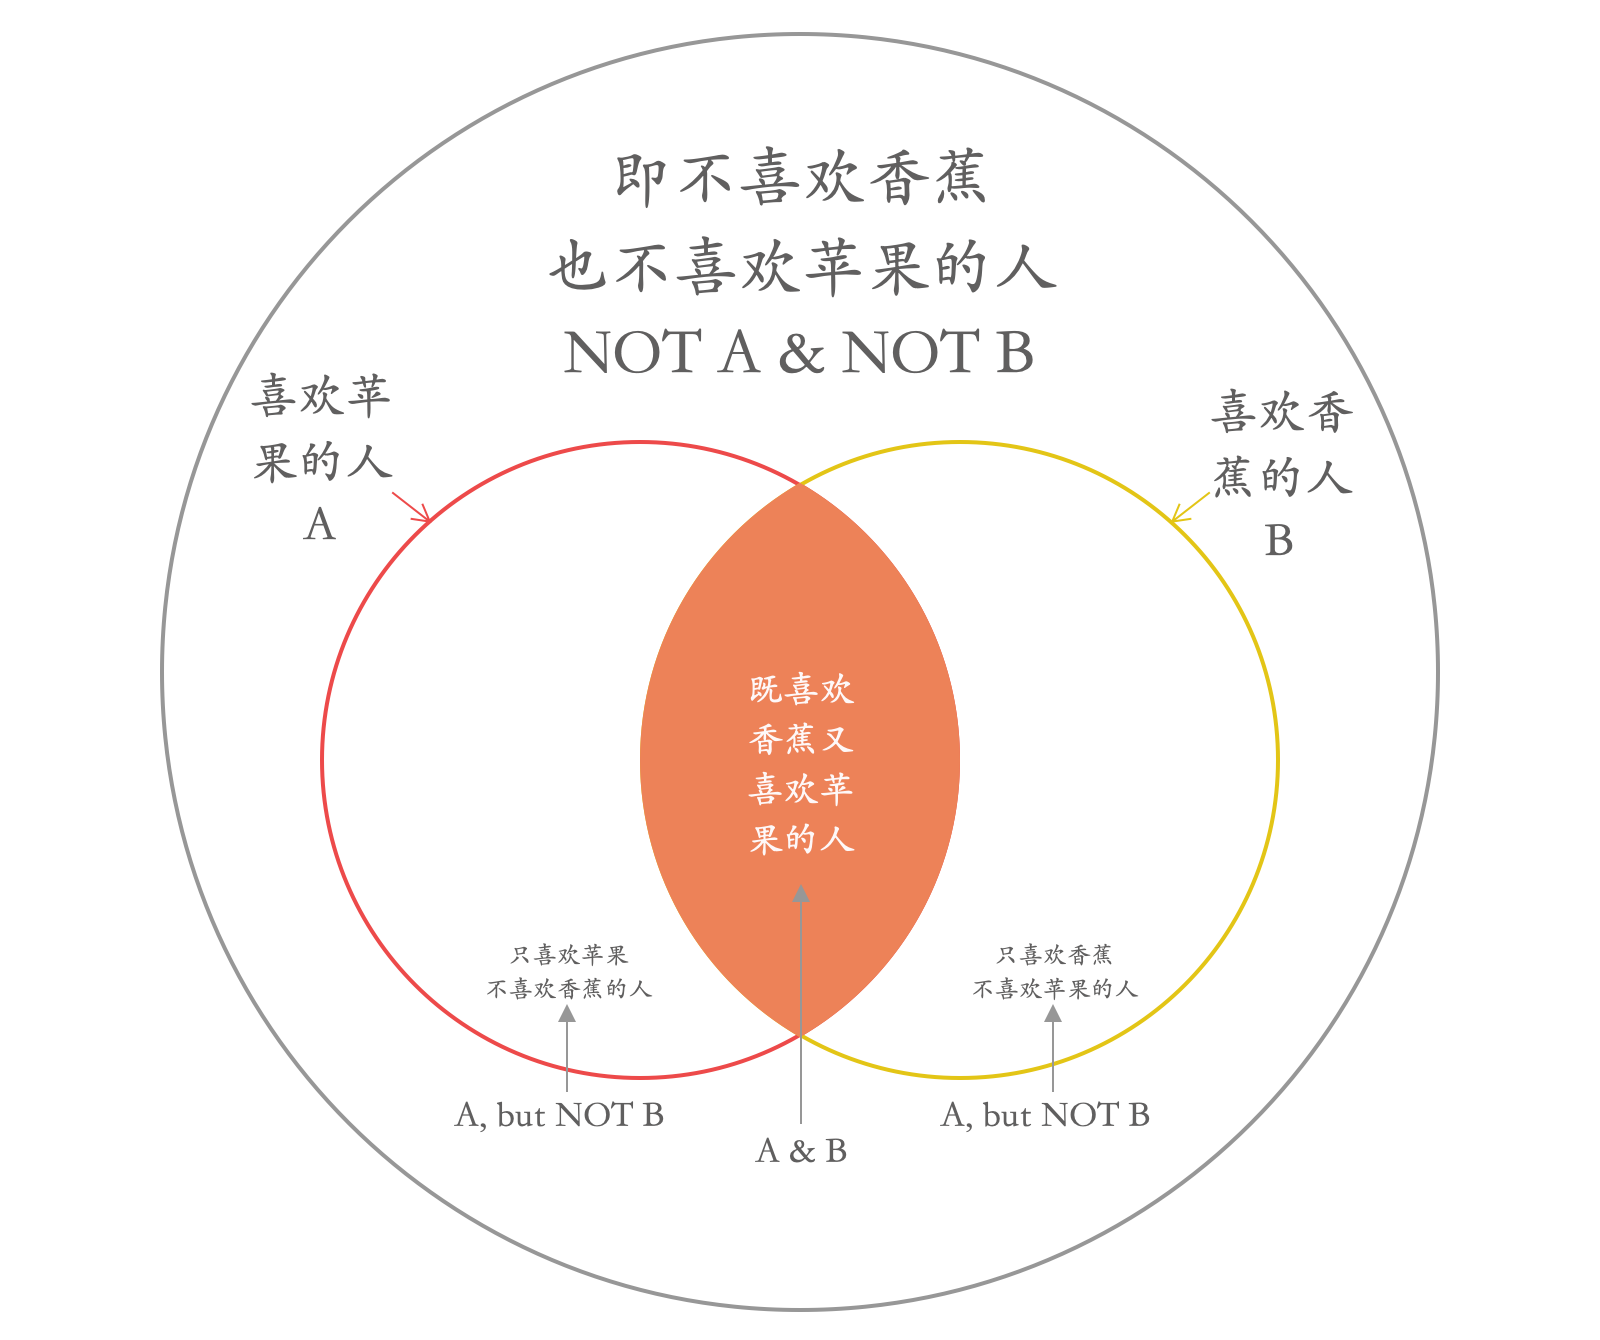 即不喜欢香蕉
也不喜欢苹果的人
NOT A & NOT B
喜欢苹
果的人
A
喜欢香
蕉的人
B
既喜欢
香蕉又
喜欢苹
果的人
只喜欢苹果
不喜欢香蕉的人
只喜欢香蕉
不喜欢苹果的人
A, but NOT B
A & B
A, but NOT B